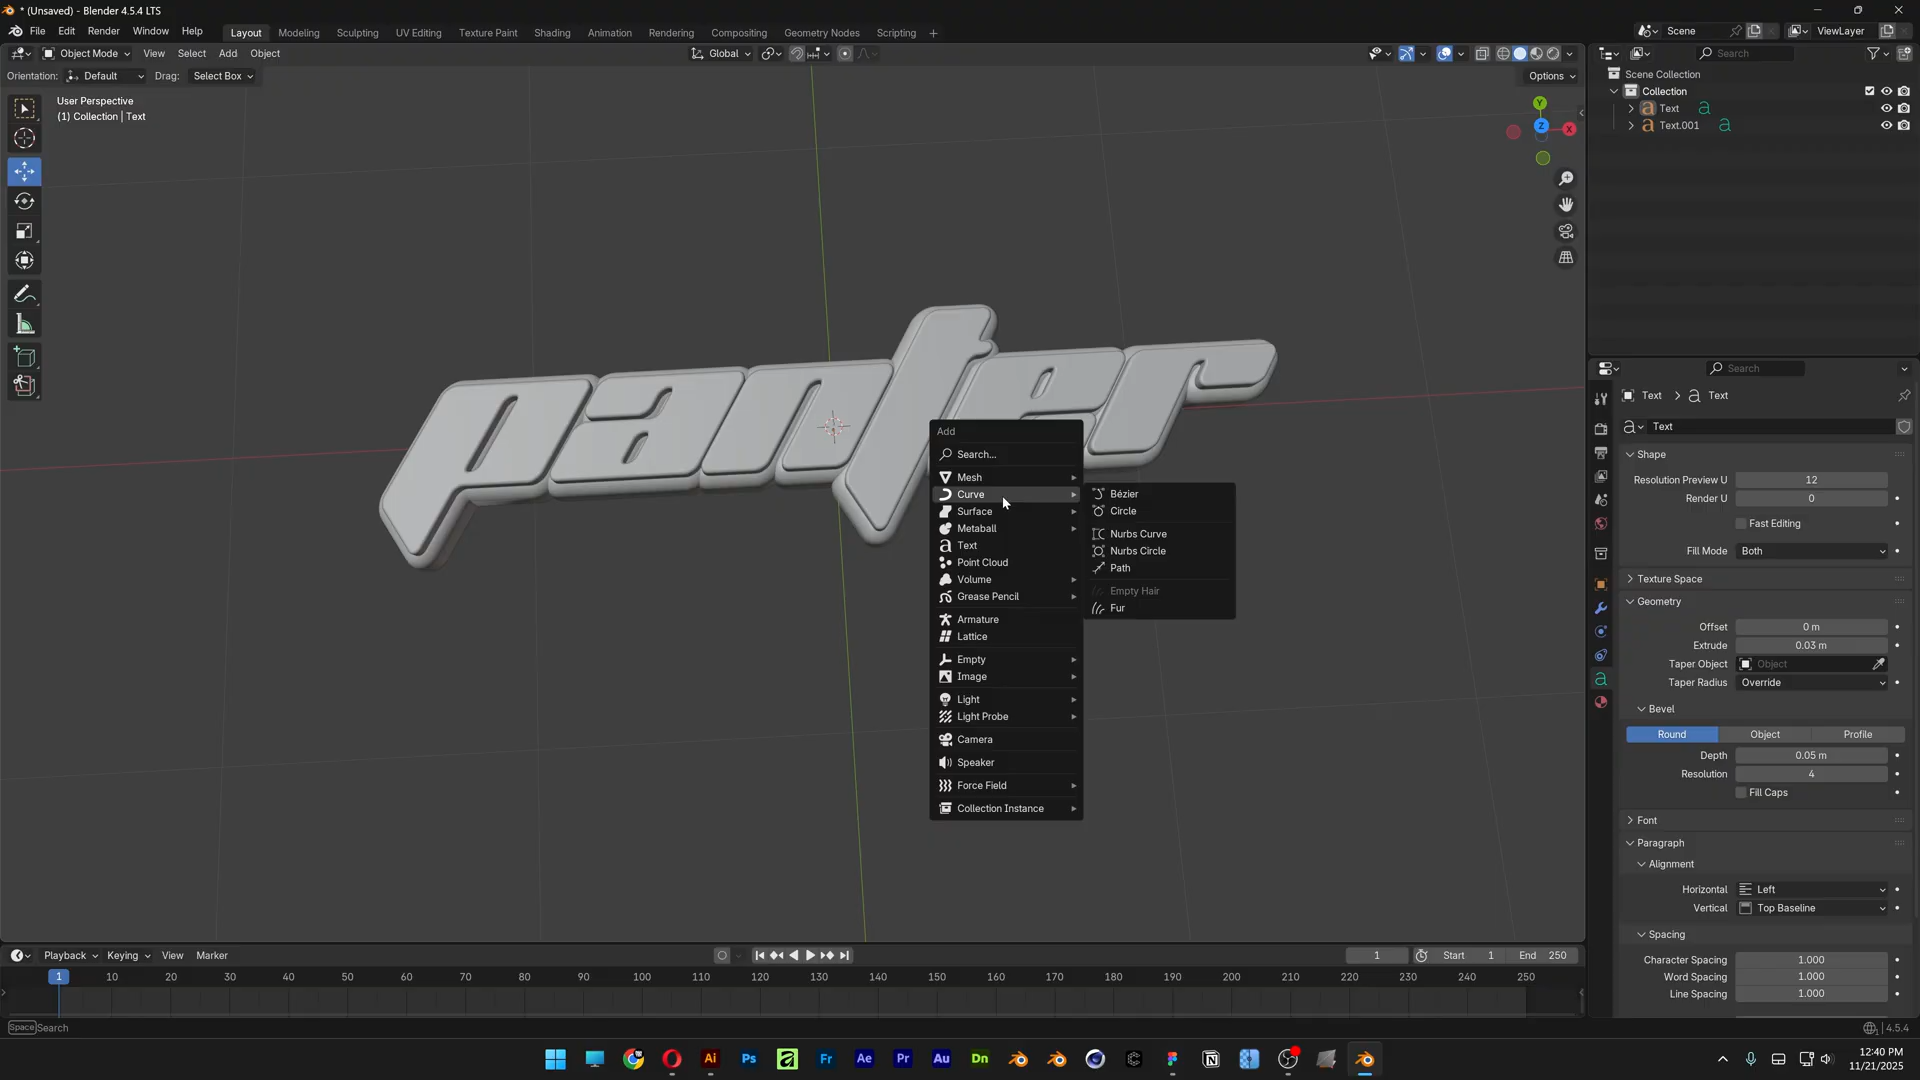 * (Unsaved) - Blender 4.5.4 LTS
File Edit Render Window Help
Layout Modeling Sculpting UV Editing Texture Paint Shading Animation Rendering Compositing Geometry Nodes Scripting +
Scene
ViewLayer
Object Mode View Select Add Object
Global
Search
Orientation: Default Drag: Select Box
Options
User Perspective
(1) Collection | Text
Y
Z
X
Scene Collection
Collection
Text
Text.001
panter
Add
Search...
Mesh
Curve
Surface
Metaball
Text
Point Cloud
Volume
Grease Pencil
Armature
Lattice
Empty
Image
Light
Light Probe
Camera
Speaker
Force Field
Collection Instance
Bézier
Circle
Nurbs Curve
Nurbs Circle
Path
Empty Hair
Fur
Search
Text > Text
Text
Shape
Resolution Preview U 12
Render U 0
Fast Editing
Fill Mode Both
Texture Space
Geometry
Offset 0 m
Extrude 0.03 m
Taper Object Object
Taper Radius Override
Bevel
Round Object Profile
Depth 0.05 m
Resolution 4
Fill Caps
Font
Paragraph
Alignment
Horizontal Left
Vertical Top Baseline
Spacing
Character Spacing 1.000
Word Spacing 1.000
Line Spacing 1.000
Playback Keying View Marker
1 Start 1 End 250
1 10 20 30 40 50 60 70 80 90 100 110 120 130 140 150 160 170 180 190 200 210 220 230 240 250
Space Search
4.5.4
Ai Ps Fr Ae Pr Au Dn
12:40 PM
11/21/2025